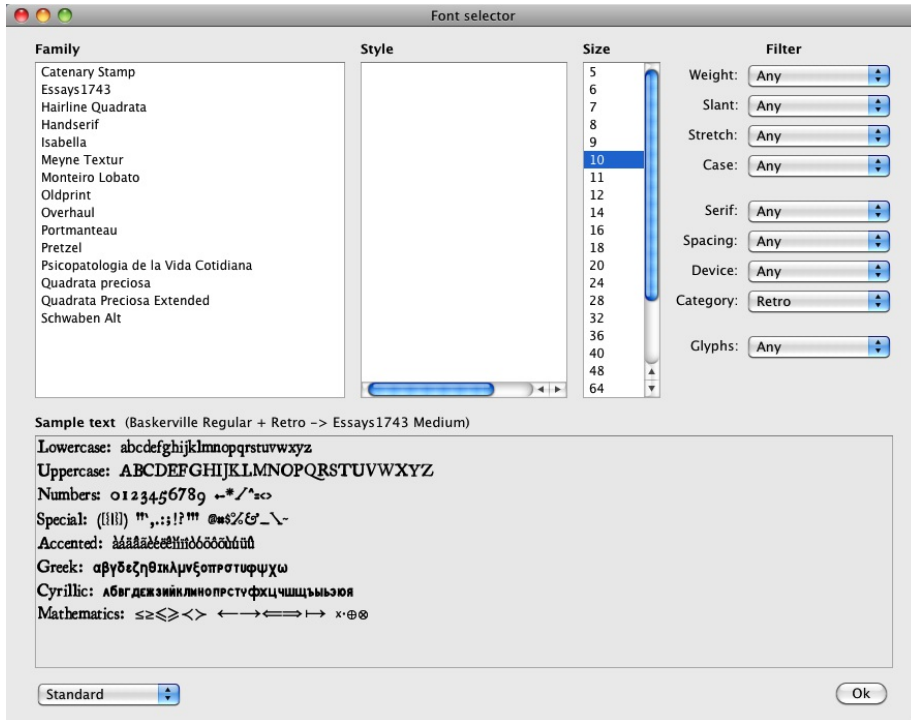 Font selector
Family
Catenary Stamp
Essays1743
Hairline Quadrata
Handserif
Isabella
Meyne Textur
Monteiro Lobato
Oldprint
Overhaul
Portmanteau
Pretzel
Psicopatologia de la Vida Cotidiana
Quadrata preciosa
Quadrata Preciosa Extended
Schwaben Alt
Style
Size
5
6
7
8
9
10
11
12
14
16
18
20
24
28
32
36
40
48
64
Filter
Weight: Any
Slant: Any
Stretch: Any
Case: Any
Serif: Any
Spacing: Any
Device: Any
Category: Retro
Glyphs: Any
Sample text (Baskerville Regular + Retro -> Essays1743 Medium)
Lowercase: abcdefghijklmnopqrstuvwxyz
Uppercase: ABCDEFGHIJKLMNOPQRSTUVWXYZ
Numbers: 0123456789 +-*/^=<>
Special:
Accented:
Greek: αβγδεζηθικλμνξοπρστυφψχω
Cyrillic: абвгдежзийклмнопрстуфхцчшщъыьэюя
Mathematics: ≤≥⩽⩾≺≻ ←⟶⟸⟹↦ ×·⊕⊗
Standard
Ok